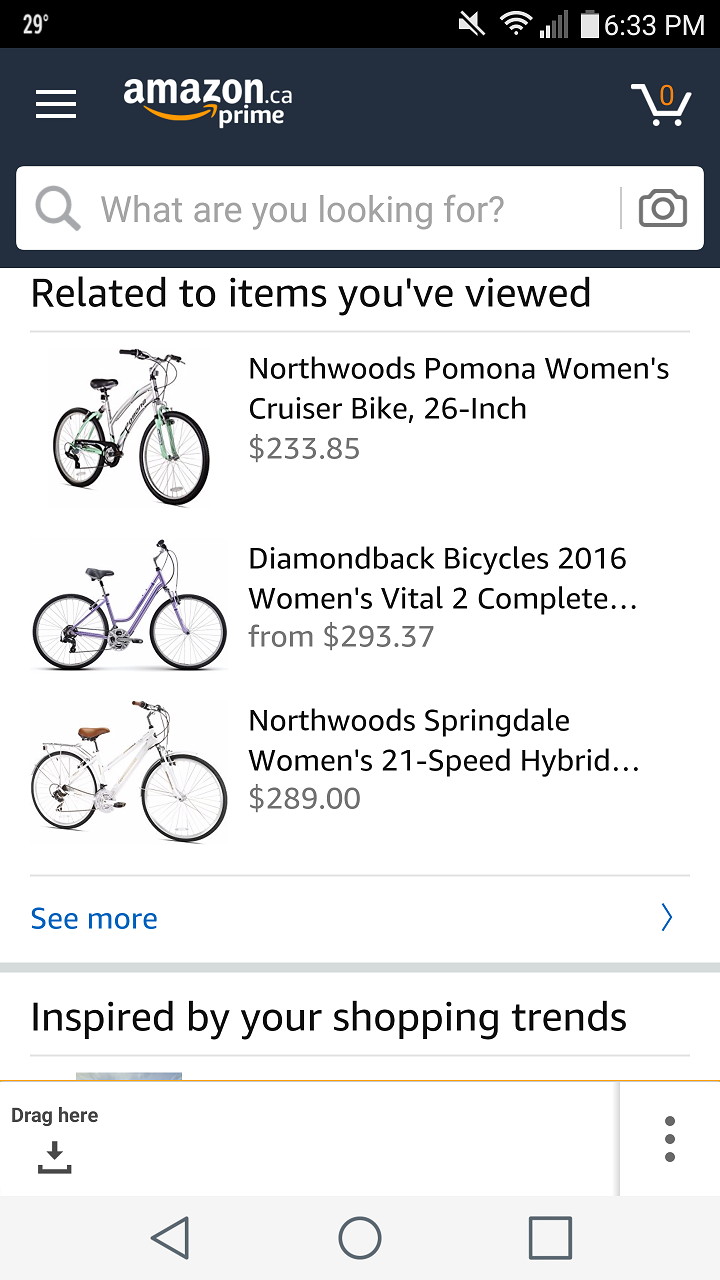 29°
6:33 PM
amazon.ca
prime
0
What are you looking for?
Related to items you've viewed
Northwoods Pomona Women's
Cruiser Bike, 26-Inch
$233.85
Diamondback Bicycles 2016
Women's Vital 2 Complete...
from $293.37
Northwoods Springdale
Women's 21-Speed Hybrid...
$289.00
See more
Inspired by your shopping trends
Drag here